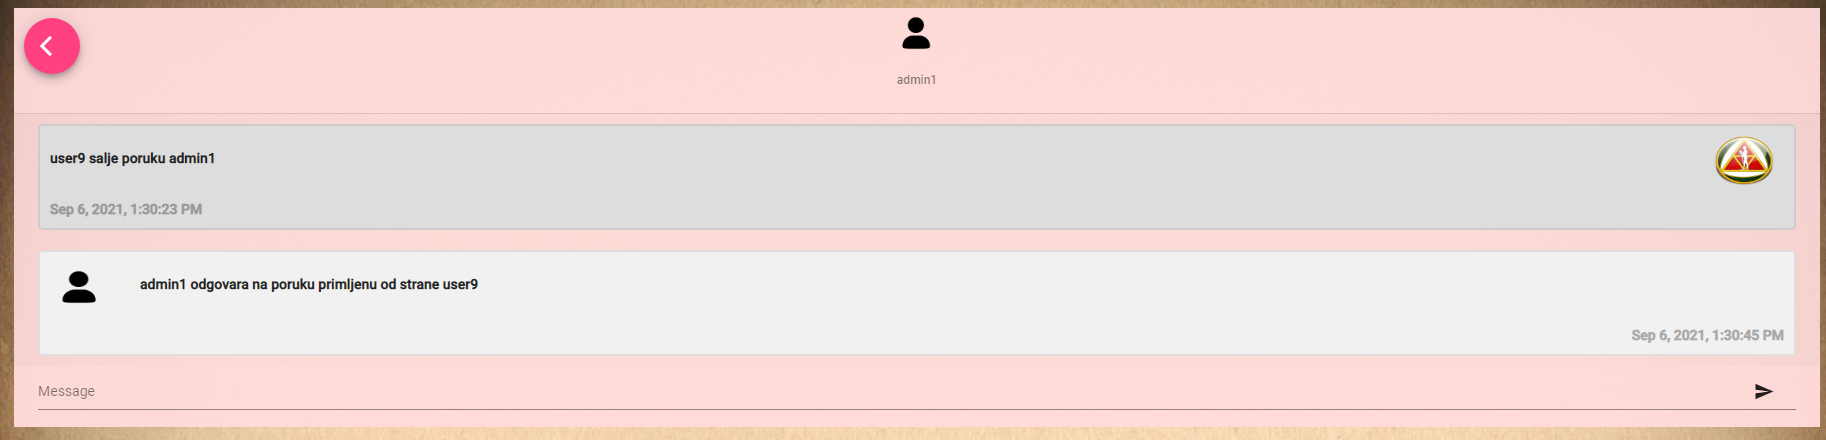 admin1
user9 salje poruku admin1
Sep 6, 2021, 1:30:23 PM
admin1 odgovara na poruku primljenu od strane user9
Sep 6, 2021, 1:30:45 PM
Message